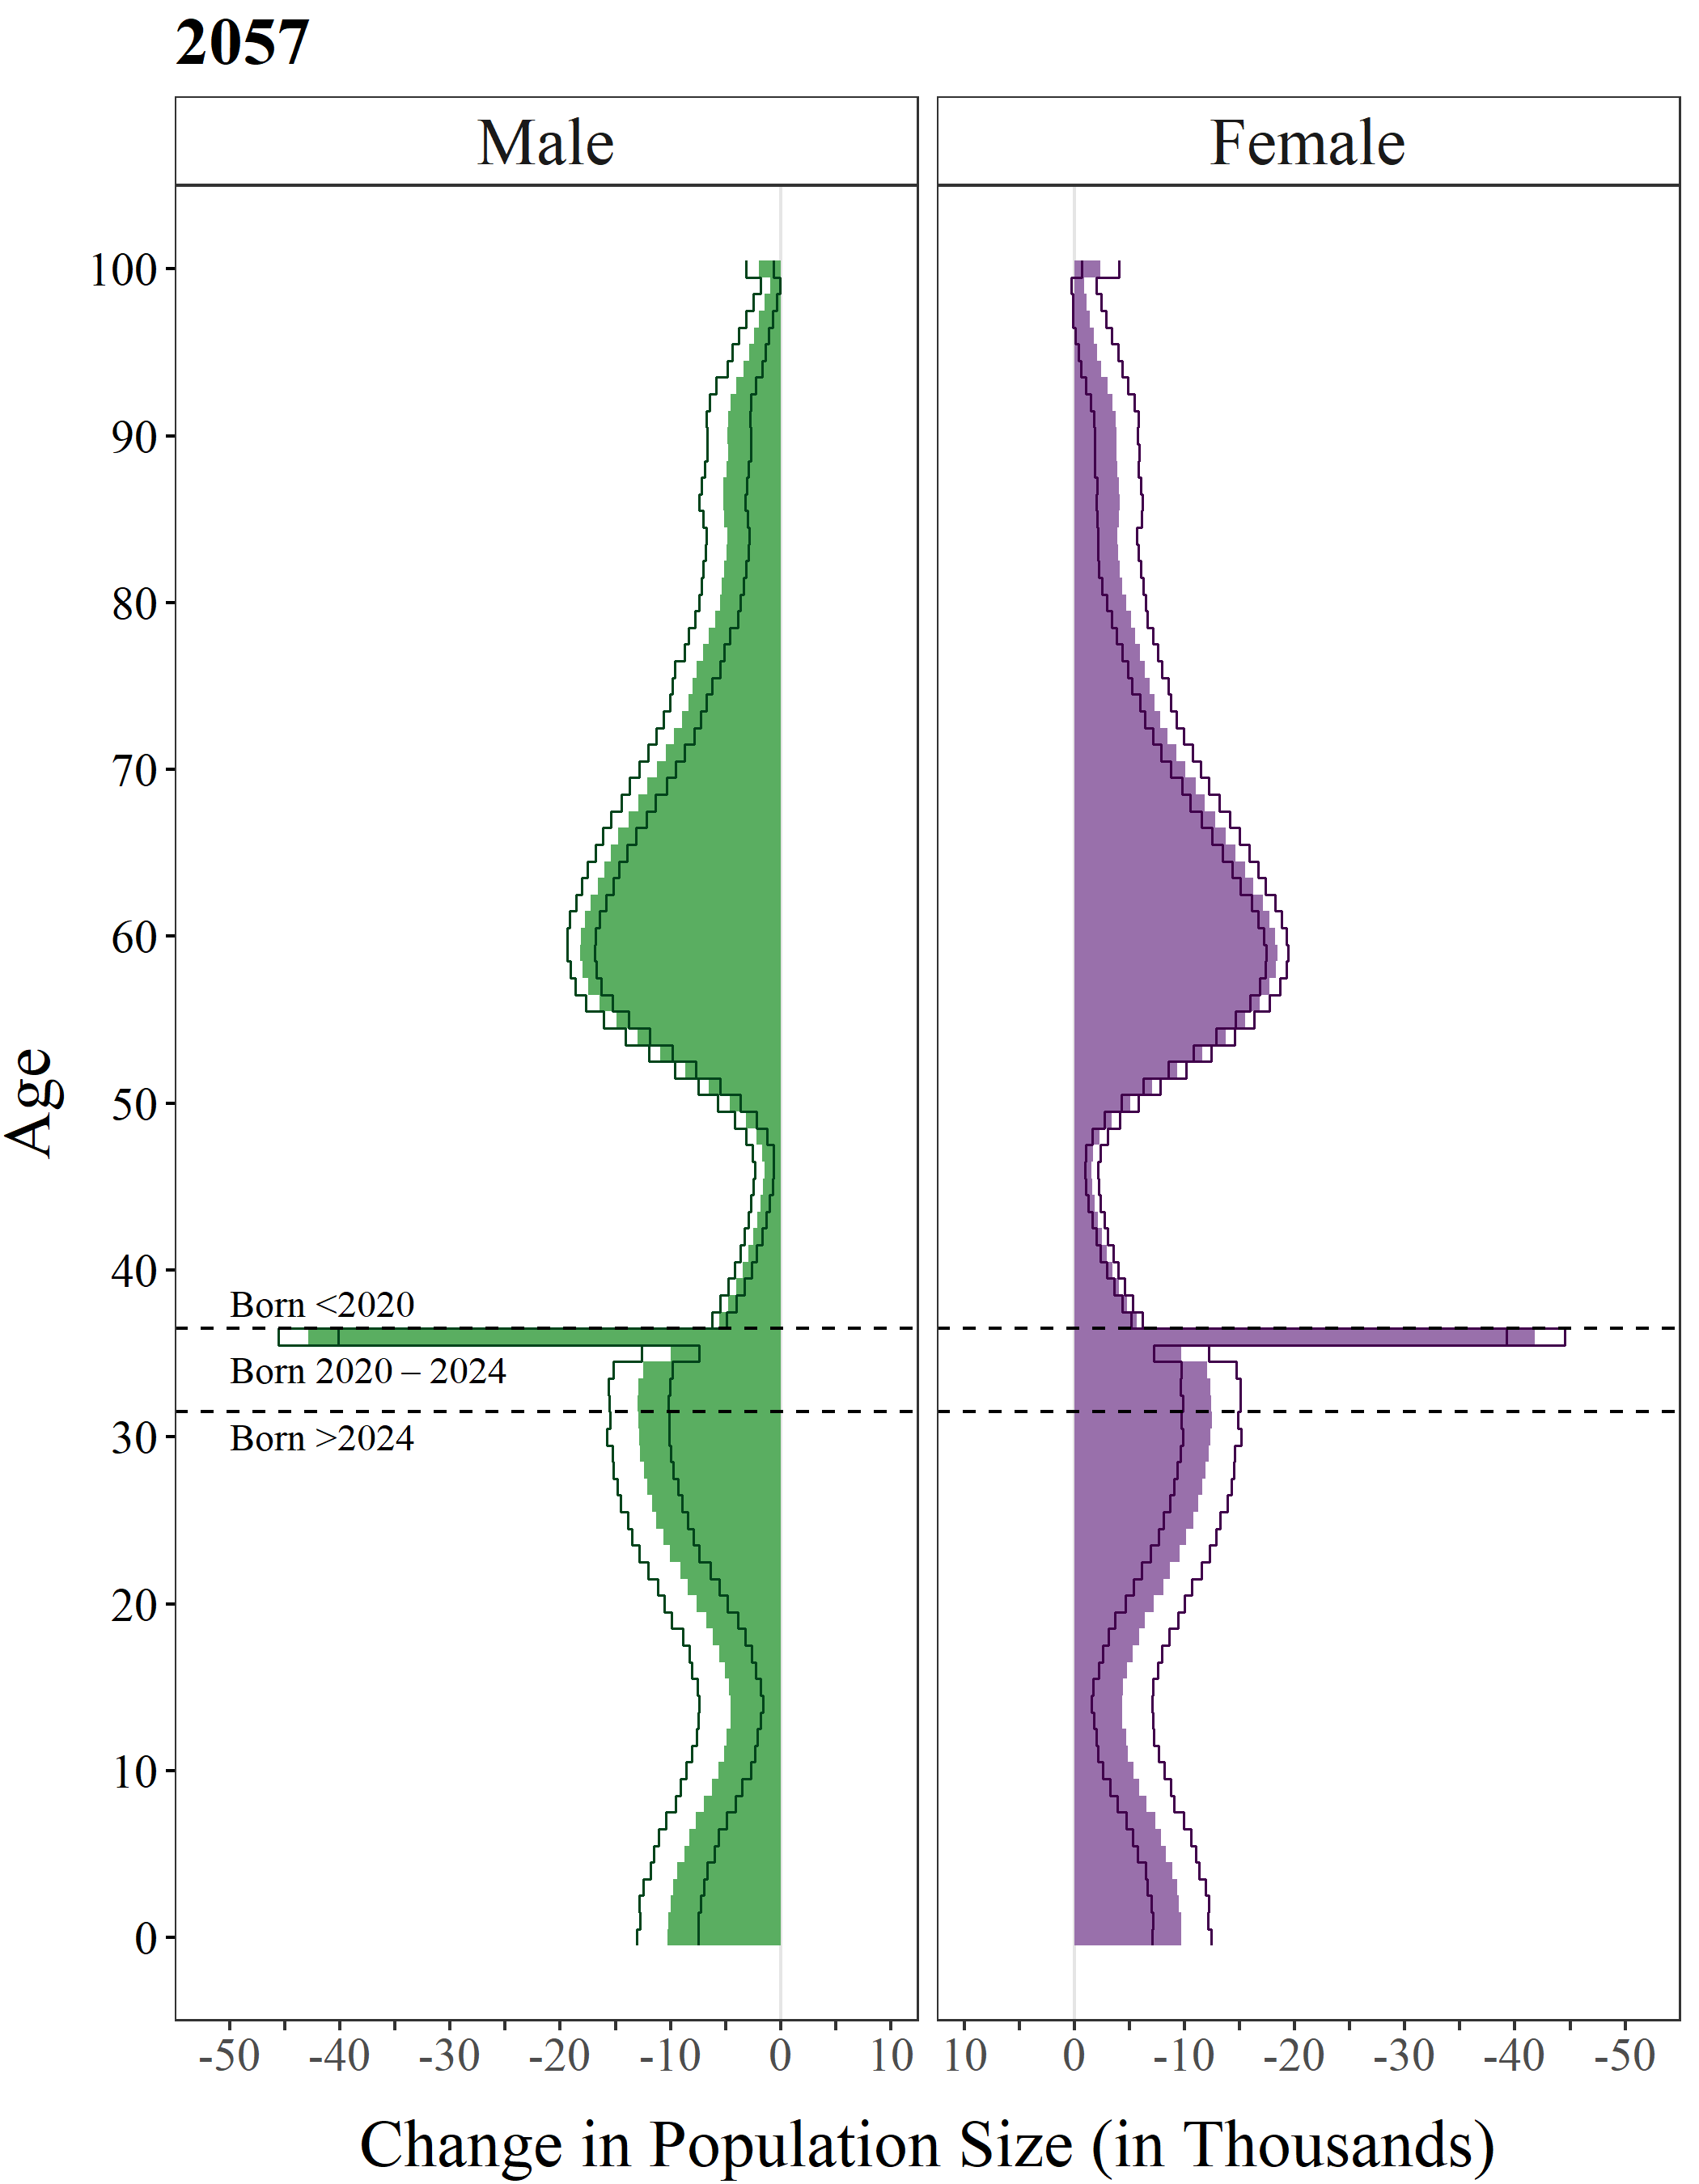 2057
Male Female
100
90
80
70
60
50
40
30
20
10
0
Age
Born <2020
Born 2020 – 2024
Born >2024
-50 -40 -30 -20 -10 0 10 10 0 -10 -20 -30 -40 -50
Change in Population Size (in Thousands)